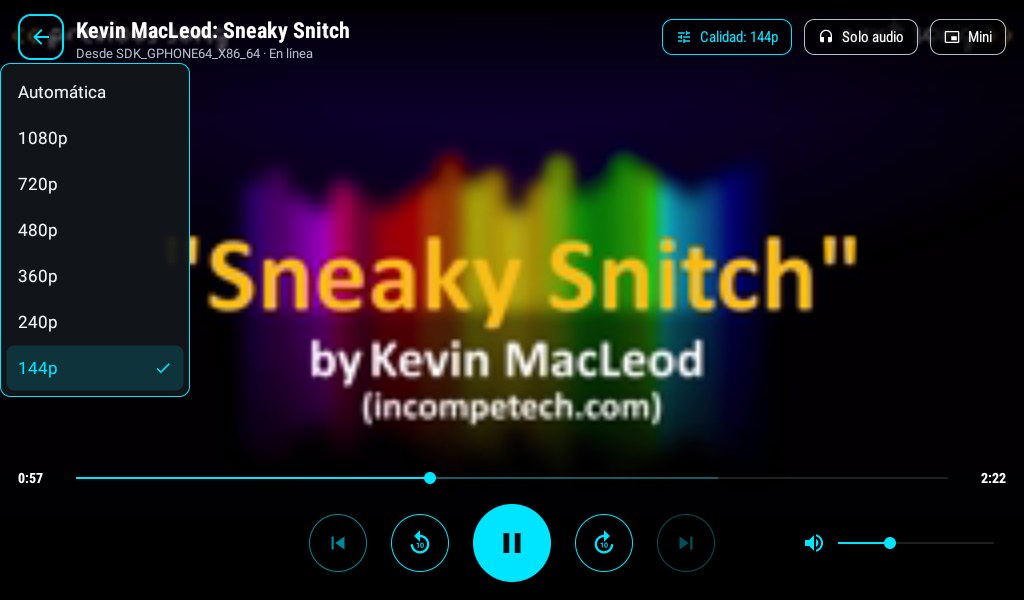 Kevin MacLeod: Sneaky Snitch
Desde SDK_GPHONE64_X86_64 · En línea
Calidad: 144p
Solo audio
Mini
Automática
1080p
720p
480p
360p
240p
144p
"Sneaky Snitch"
by Kevin MacLeod
(incompetech.com)
0:57
2:22
10
10